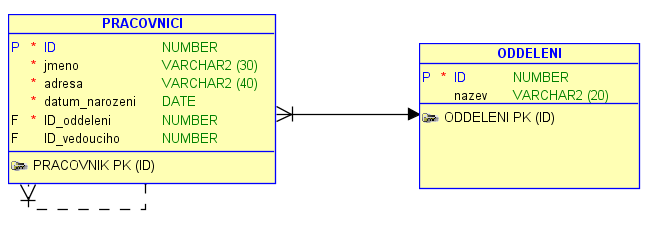 PRACOVNICI
P * ID NUMBER
* jmeno VARCHAR2 (30)
* adresa VARCHAR2 (40)
* datum_narozeni DATE
F * ID_oddeleni NUMBER
F ID_vedouciho NUMBER
PRACOVNIK PK (ID)
ODDELENI
P * ID NUMBER
nazev VARCHAR2 (20)
ODDELENI PK (ID)